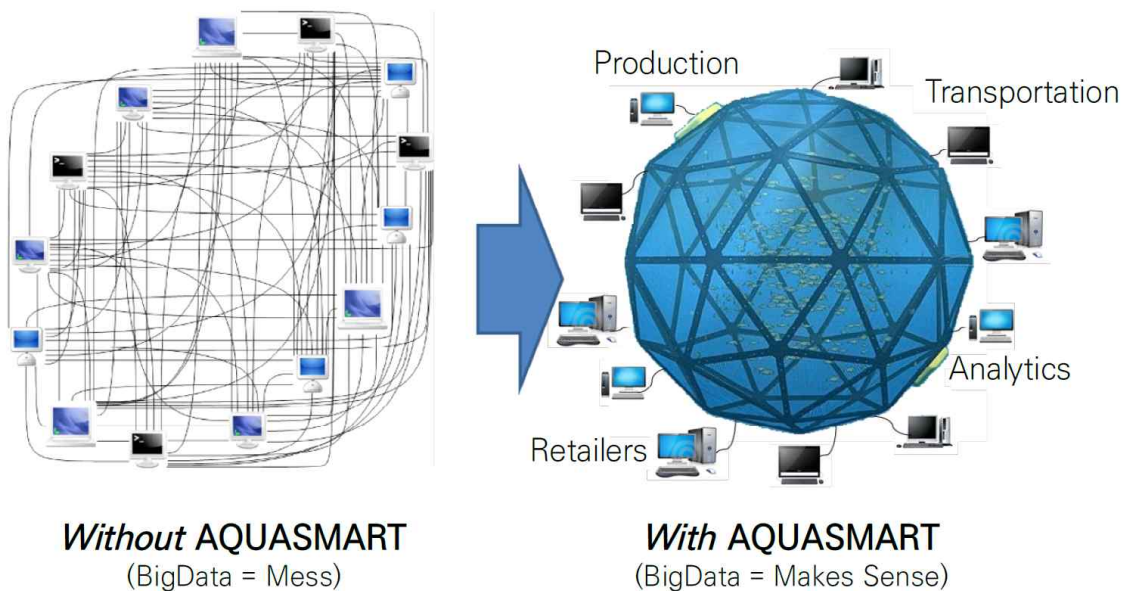 Production
Transportation
Analytics
Retailers
Without AQUASMART
(BigData = Mess)
With AQUASMART
(BigData = Makes Sense)